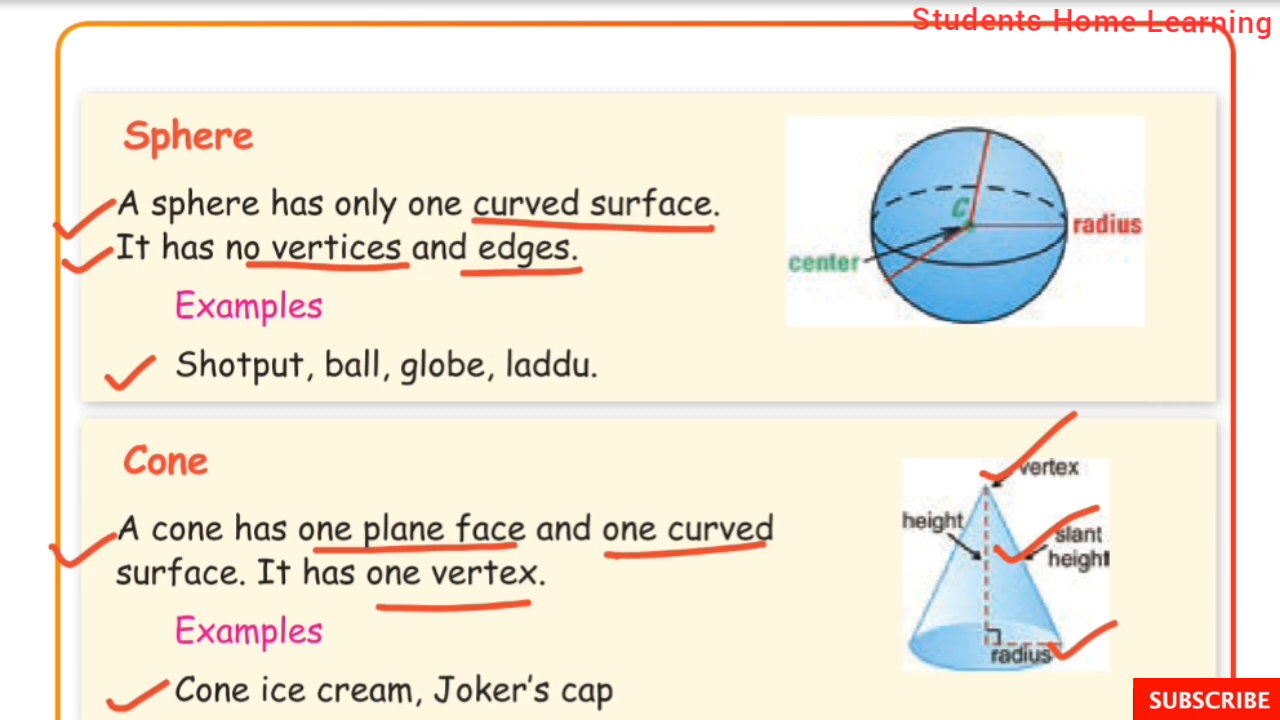 Students Home Learning
Sphere
A sphere has only one curved surface.
It has no vertices and edges.
Examples
Shotput, ball, globe, laddu.
C
radius
center
Cone
A cone has one plane face and one curved
surface. It has one vertex.
Examples
Cone ice cream, Joker's cap
vertex
height
slant
height
radius
SUBSCRIBE